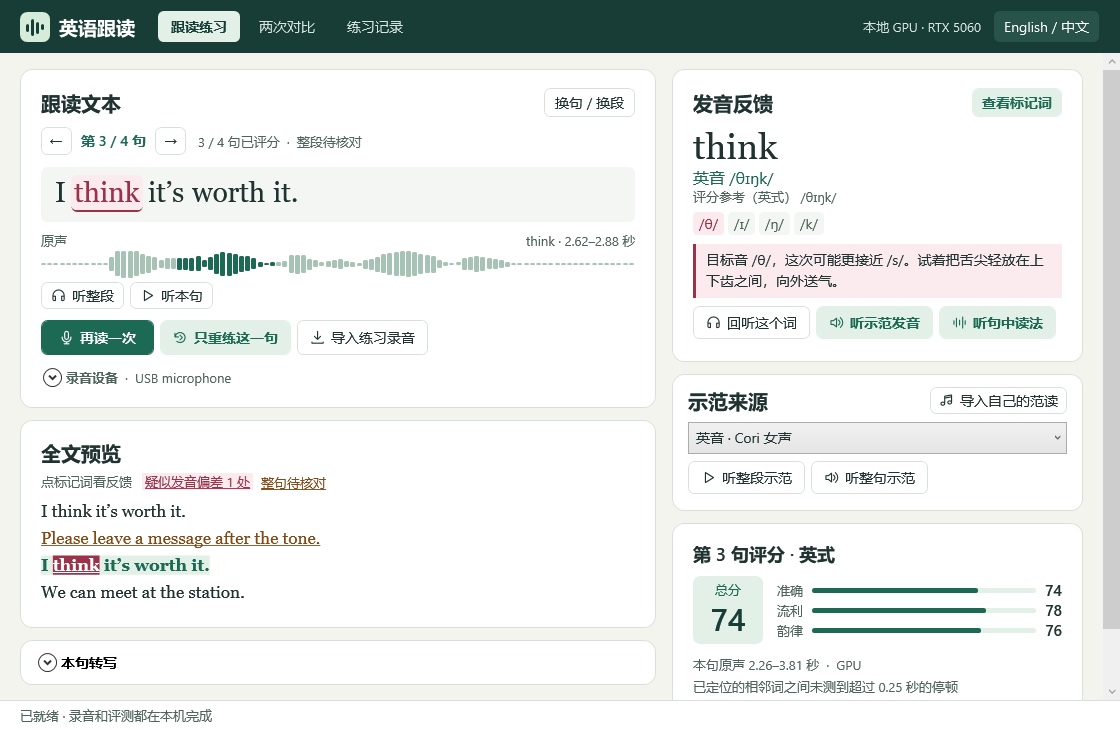 英语跟读
跟读练习
两次对比
练习记录
本地 GPU · RTX 5060
English / 中文
跟读文本
换句 / 换段
← 第 3 / 4 句 → 3 / 4 句已评分 · 整段待核对
I think it’s worth it.
原声
think · 2.62–2.88 秒
听整段
听本句
再读一次
只重练这一句
导入练习录音
录音设备 · USB microphone
全文预览
点标记词看反馈 疑似发音偏差 1 处 整句待核对
I think it’s worth it.
Please leave a message after the tone.
I think it’s worth it.
We can meet at the station.
本句转写
发音反馈
查看标记词
think
英音 /θɪŋk/
评分参考（英式） /θɪŋk/
/θ/ /ɪ/ /ŋ/ /k/
目标音 /θ/，这次可能更接近 /s/。试着把舌尖轻放在上
下齿之间，向外送气。
回听这个词
听示范发音
听句中读法
示范来源
导入自己的范读
英音 · Cori 女声
听整段示范
听整句示范
第 3 句评分 · 英式
总分
74
准确 74
流利 78
韵律 76
本句原声 2.26–3.81 秒 · GPU
已定位的相邻词之间未测到超过 0.25 秒的停顿
已就绪 · 录音和评测都在本机完成